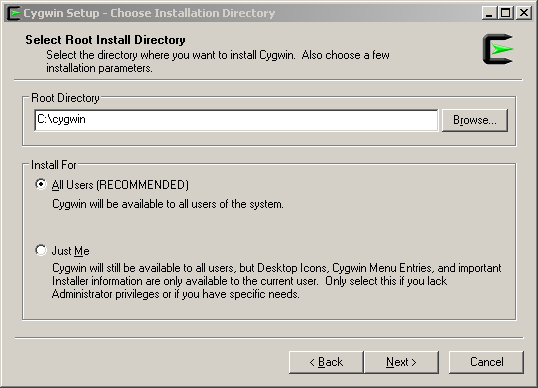 Cygwin Setup - Choose Installation Directory
Select Root Install Directory
Select the directory where you want to install Cygwin. Also choose a few
installation parameters.
Root Directory
C:\cygwin
Browse...
Install For
All Users (RECOMMENDED)
Cygwin will be available to all users of the system.
Just Me
Cygwin will still be available to all users, but Desktop Icons, Cygwin Menu Entries, and important
Installer information are only available to the current user. Only select this if you lack
Administrator privileges or if you have specific needs.
< Back
Next >
Cancel